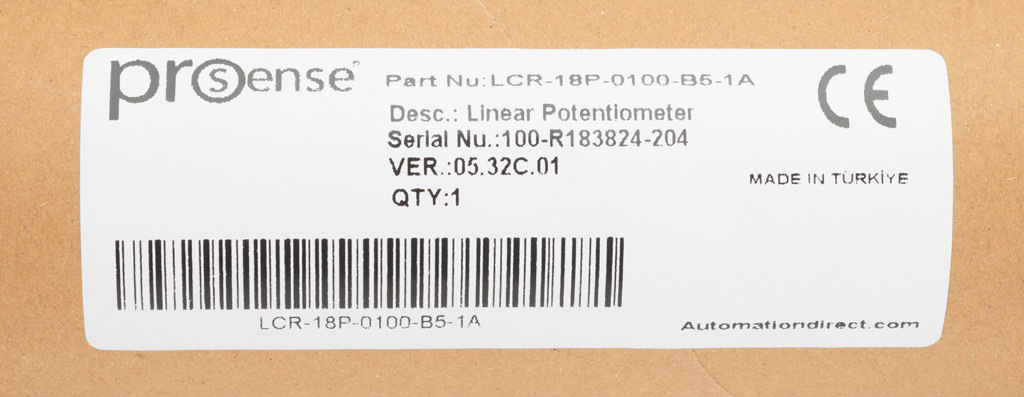 prosense®
Part Nu:LCR-18P-0100-B5-1A
Desc.: Linear Potentiometer
Serial Nu.:100-R183824-204
VER.:05.32C.01
QTY:1
CE
MADE IN TÜRKİYE
LCR-18P-0100-B5-1A
Automationdirect.com